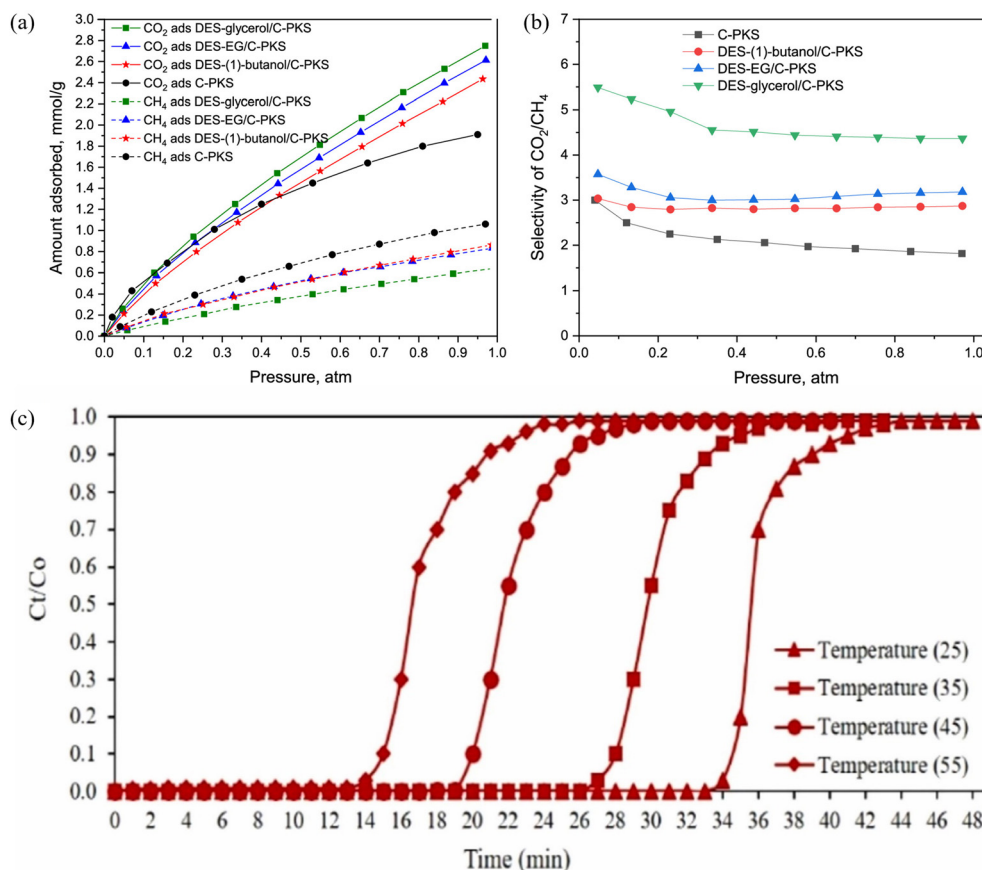 (a)
3.0
2.8
2.6
2.4
2.2
2.0
1.8
1.6
1.4
1.2
1.0
0.8
0.6
0.4
0.2
0.0
Amount adsorbed, mmol/g
CO2 ads DES-glycerol/C-PKS
CO2 ads DES-EG/C-PKS
CO2 ads DES-(1)-butanol/C-PKS
CO2 ads C-PKS
CH4 ads DES-glycerol/C-PKS
CH4 ads DES-EG/C-PKS
CH4 ads DES-(1)-butanol/C-PKS
CH4 ads C-PKS
0.0 0.1 0.2 0.3 0.4 0.5 0.6 0.7 0.8 0.9 1.0
Pressure, atm
(b)
7
6
5
4
3
2
1
0
Selectivity of CO2/CH4
C-PKS
DES-(1)-butanol/C-PKS
DES-EG/C-PKS
DES-glycerol/C-PKS
0.0 0.2 0.4 0.6 0.8 1.0
Pressure, atm
(c)
1.0
0.9
0.8
0.7
0.6
0.5
0.4
0.3
0.2
0.1
0.0
Ct/Co
Temperature (25)
Temperature (35)
Temperature (45)
Temperature (55)
0 2 4 6 8 10 12 14 16 18 20 22 24 26 28 30 32 34 36 38 40 42 44 46 48
Time (min)